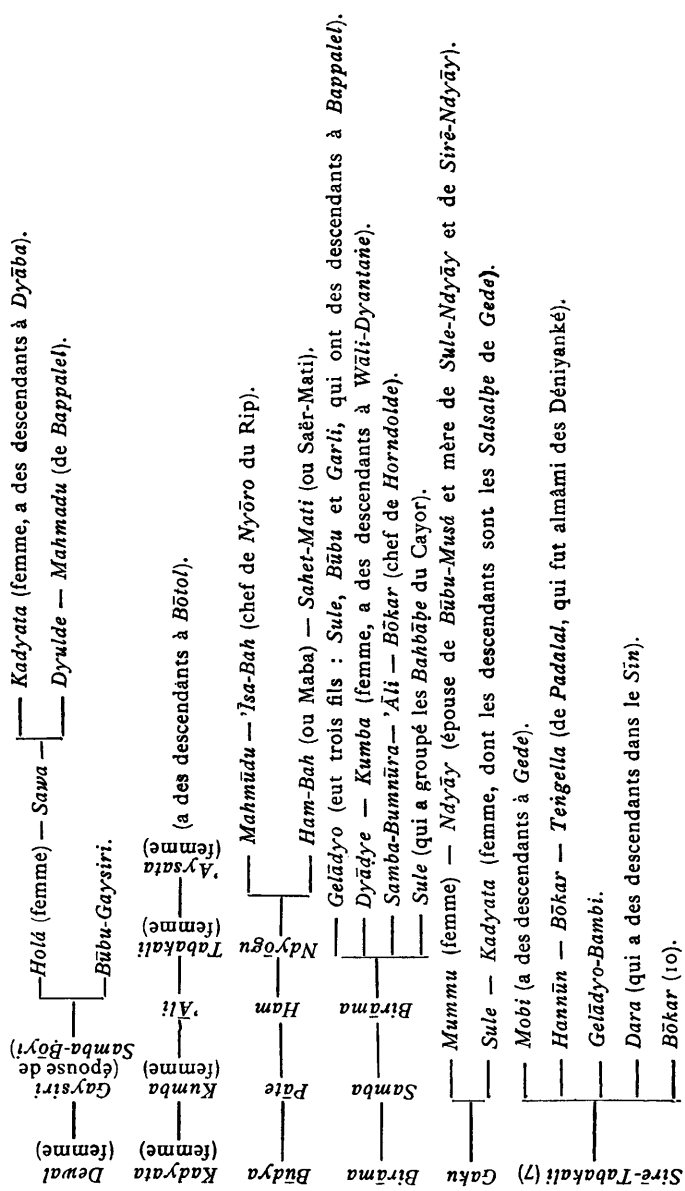 Dewal (femme) — Gaysiri (épouse de Samba-Bōyi) — Holá (femme) — Sawa — Kadyata (femme, a des descendants à Dyāba).
Dyulde — Mahmadu (de Bappalel).
Būbu-Gaysiri.
Kadyata (femme) — Kumba (femme) — 'Āli — Tabakali (femme) — 'Aysata (femme) (a des descendants à Bōtol).
Būdya — Pāte — Ham — Ndyōgu — Mahmūdu — 'Īsa-Bah (chef de Nyōro du Rip).
Ham-Bah (ou Maba) — Sahet-Mati (ou Saër-Mati).
Birāma — Samba — Birāma — Gelādyo (eut trois fils : Sule, Būbu et Garli, qui ont des descendants à Bappalel).
Dyādye — Kumba (femme, a des descendants à Wāli-Dyantańe).
Samba-Bumnūra — 'Āli — Bōkar (chef de Horndolde).
Sule (qui a groupé les Bahbāɓe du Cayor).
Gaku — Mummu (femme) — Ndyāy (épouse de Būbu-Musá et mère de Sule-Ndyāy et de Sirē-Ndyāy).
Sule — Kadyata (femme, dont les descendants sont les Salsalɓe de Gede).
Sirē-Tabakali (7) — Mobi (a des descendants à Gede).
Hannūn — Bōkar — Teṅgella (de Padalal, qui fut almâmi des Déniyanké).
Gelādyo-Bambi.
Dara (qui a des descendants dans le Sīn).
Bōkar (10).